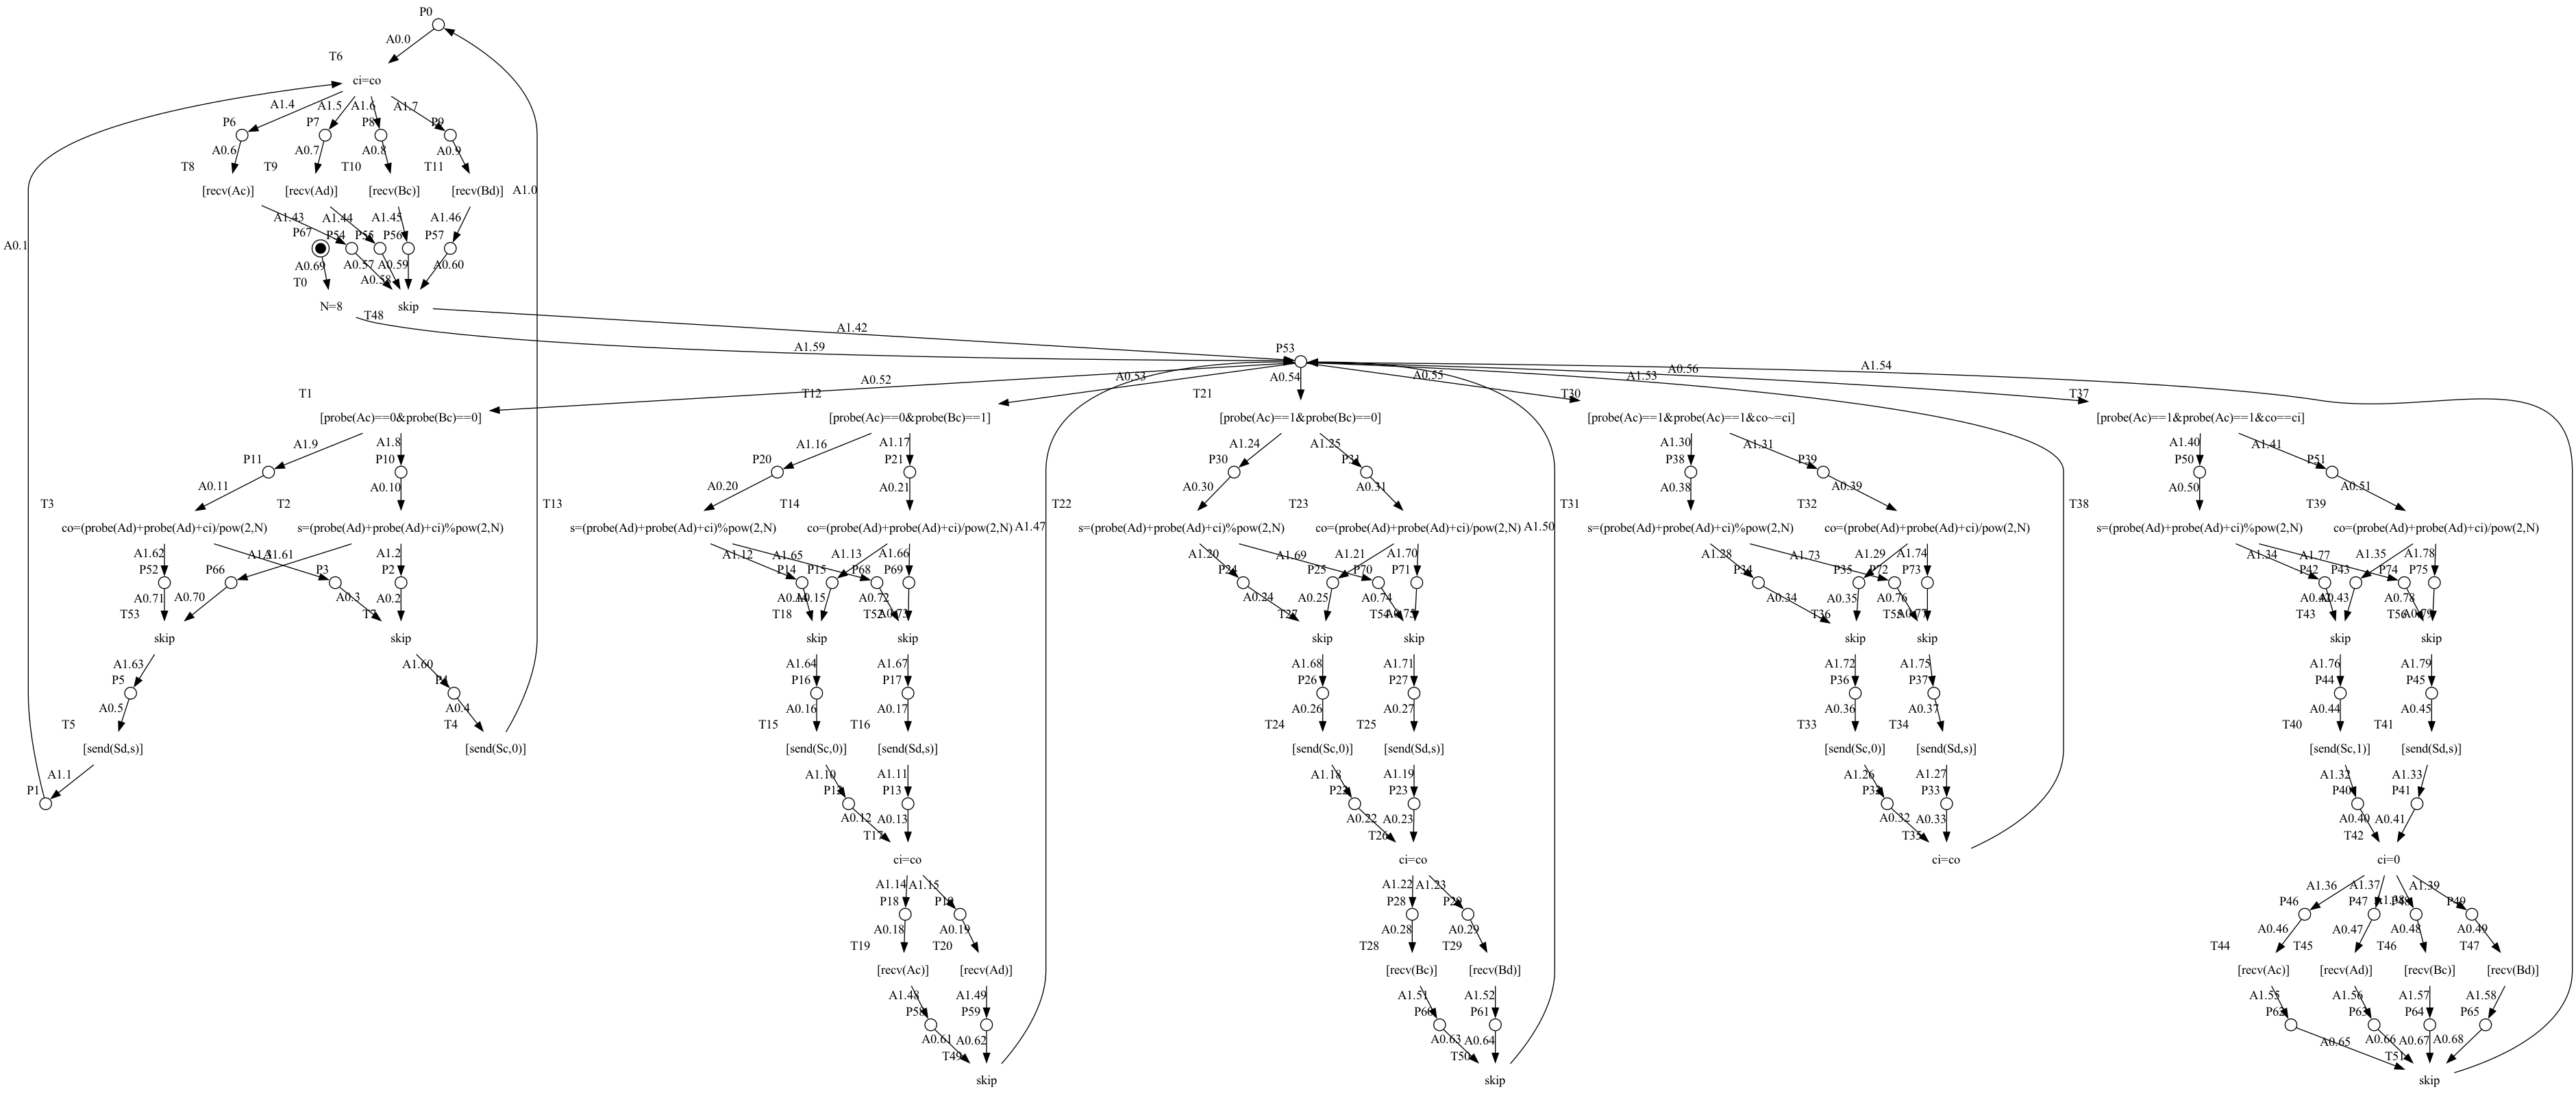 P0
A0.0
T6
ci=co
A1.4 A1.5 A1.6 A1.7
P6 P7 P8 P9
A0.6 A0.7 A0.8 A0.9
T8 T9 T10 T11
[recv(Ac)] [recv(Ad)] [recv(Bc)] [recv(Bd)] A1.0
A1.43 A1.44 A1.45 A1.46
A0.1 P67 P54 P55 P56 P57
A0.69 A0.57 A0.58 A0.59 A0.60
T0
N=8 skip
T48 A1.42
A1.59
P53
A0.52 A0.53 A0.54 A0.55 A1.53 A0.56 A1.54
T1 T12 T21 T30 T37
[probe(Ac)==0&probe(Bc)==0] [probe(Ac)==0&probe(Bc)==1] [probe(Ac)==1&probe(Bc)==0] [probe(Ac)==1&probe(Ac)==1&co~=ci] [probe(Ac)==1&probe(Ac)==1&co==ci]
A1.9 A1.8 A1.16 A1.17 A1.24 A1.25 A1.30 A1.31 A1.40 A1.41
P11 P10 P20 P21 P30 P31 P38 P39 P50 P51
A0.11 A0.10 A0.20 A0.21 A0.30 A0.31 A0.38 A0.39 A0.50 A0.51
T3 T2 T13 T14 T22 T23 T31 T32 T38 T39
co=(probe(Ad)+probe(Ad)+ci)/pow(2,N) s=(probe(Ad)+probe(Ad)+ci)%pow(2,N) s=(probe(Ad)+probe(Ad)+ci)%pow(2,N) co=(probe(Ad)+probe(Ad)+ci)/pow(2,N) A1.47 s=(probe(Ad)+probe(Ad)+ci)%pow(2,N) co=(probe(Ad)+probe(Ad)+ci)/pow(2,N) A1.50 s=(probe(Ad)+probe(Ad)+ci)%pow(2,N) co=(probe(Ad)+probe(Ad)+ci)/pow(2,N) s=(probe(Ad)+probe(Ad)+ci)%pow(2,N) co=(probe(Ad)+probe(Ad)+ci)/pow(2,N)
A1.62 A1.3 A1.61 A1.2 A1.12 A1.65 A1.13 A1.66 A1.20 A1.69 A1.21 A1.70 A1.28 A1.73 A1.29 A1.74 A1.34 A1.77 A1.35 A1.78
P52 P66 P3 P2 P14 P15 P68 P69 P24 P25 P70 P71 P34 P35 P72 P73 P42 P43 P74 P75
A0.71 A0.70 A0.3 A0.2 A0.15 A0.72 A0.73 A0.24 A0.25 A0.74 A0.75 A0.34 A0.35 A0.76 A0.77 A0.42 A0.43 A0.78 A0.79
T53 T7 T18 T52 T27 T54 T36 T55 T43 T56
skip skip skip skip skip skip skip skip skip skip
A1.63 A1.60 A1.64 A1.67 A1.68 A1.71 A1.72 A1.75 A1.76 A1.79
P5 P4 P16 P17 P26 P27 P36 P37 P44 P45
A0.5 A0.4 A0.16 A0.17 A0.26 A0.27 A0.36 A0.37 A0.44 A0.45
T5 T4 T15 T16 T24 T25 T33 T34 T40 T41
[send(Sd,s)] [send(Sc,0)] [send(Sc,0)] [send(Sd,s)] [send(Sc,0)] [send(Sd,s)] [send(Sc,0)] [send(Sd,s)] [send(Sc,1)] [send(Sd,s)]
A1.1 A1.10 A1.11 A1.18 A1.19 A1.26 A1.27 A1.32 A1.33
P1 P12 P13 P22 P23 P32 P33 P40 P41
A0.12 A0.13 A0.22 A0.23 A0.32 A0.33 A0.40 A0.41
T17 T26 T35 T42
ci=co ci=co ci=co ci=0
A1.14 A1.15 A1.22 A1.23 A1.36 A1.37 A1.38 A1.39
P18 P19 P28 P29 P46 P47 P48 P49
A0.18 A0.19 A0.28 A0.29 A0.46 A0.47 A0.48 A0.49
T19 T20 T28 T29 T44 T45 T46 T47
[recv(Ac)] [recv(Ad)] [recv(Bc)] [recv(Bd)] [recv(Ac)] [recv(Ad)] [recv(Bc)] [recv(Bd)]
A1.48 A1.49 A1.51 A1.52 A1.55 A1.56 A1.57 A1.58
P58 P59 P60 P61 P62 P63 P64 P65
A0.61 A0.62 A0.63 A0.64 A0.65 A0.66 A0.67 A0.68
T49 T50 T51
skip skip skip